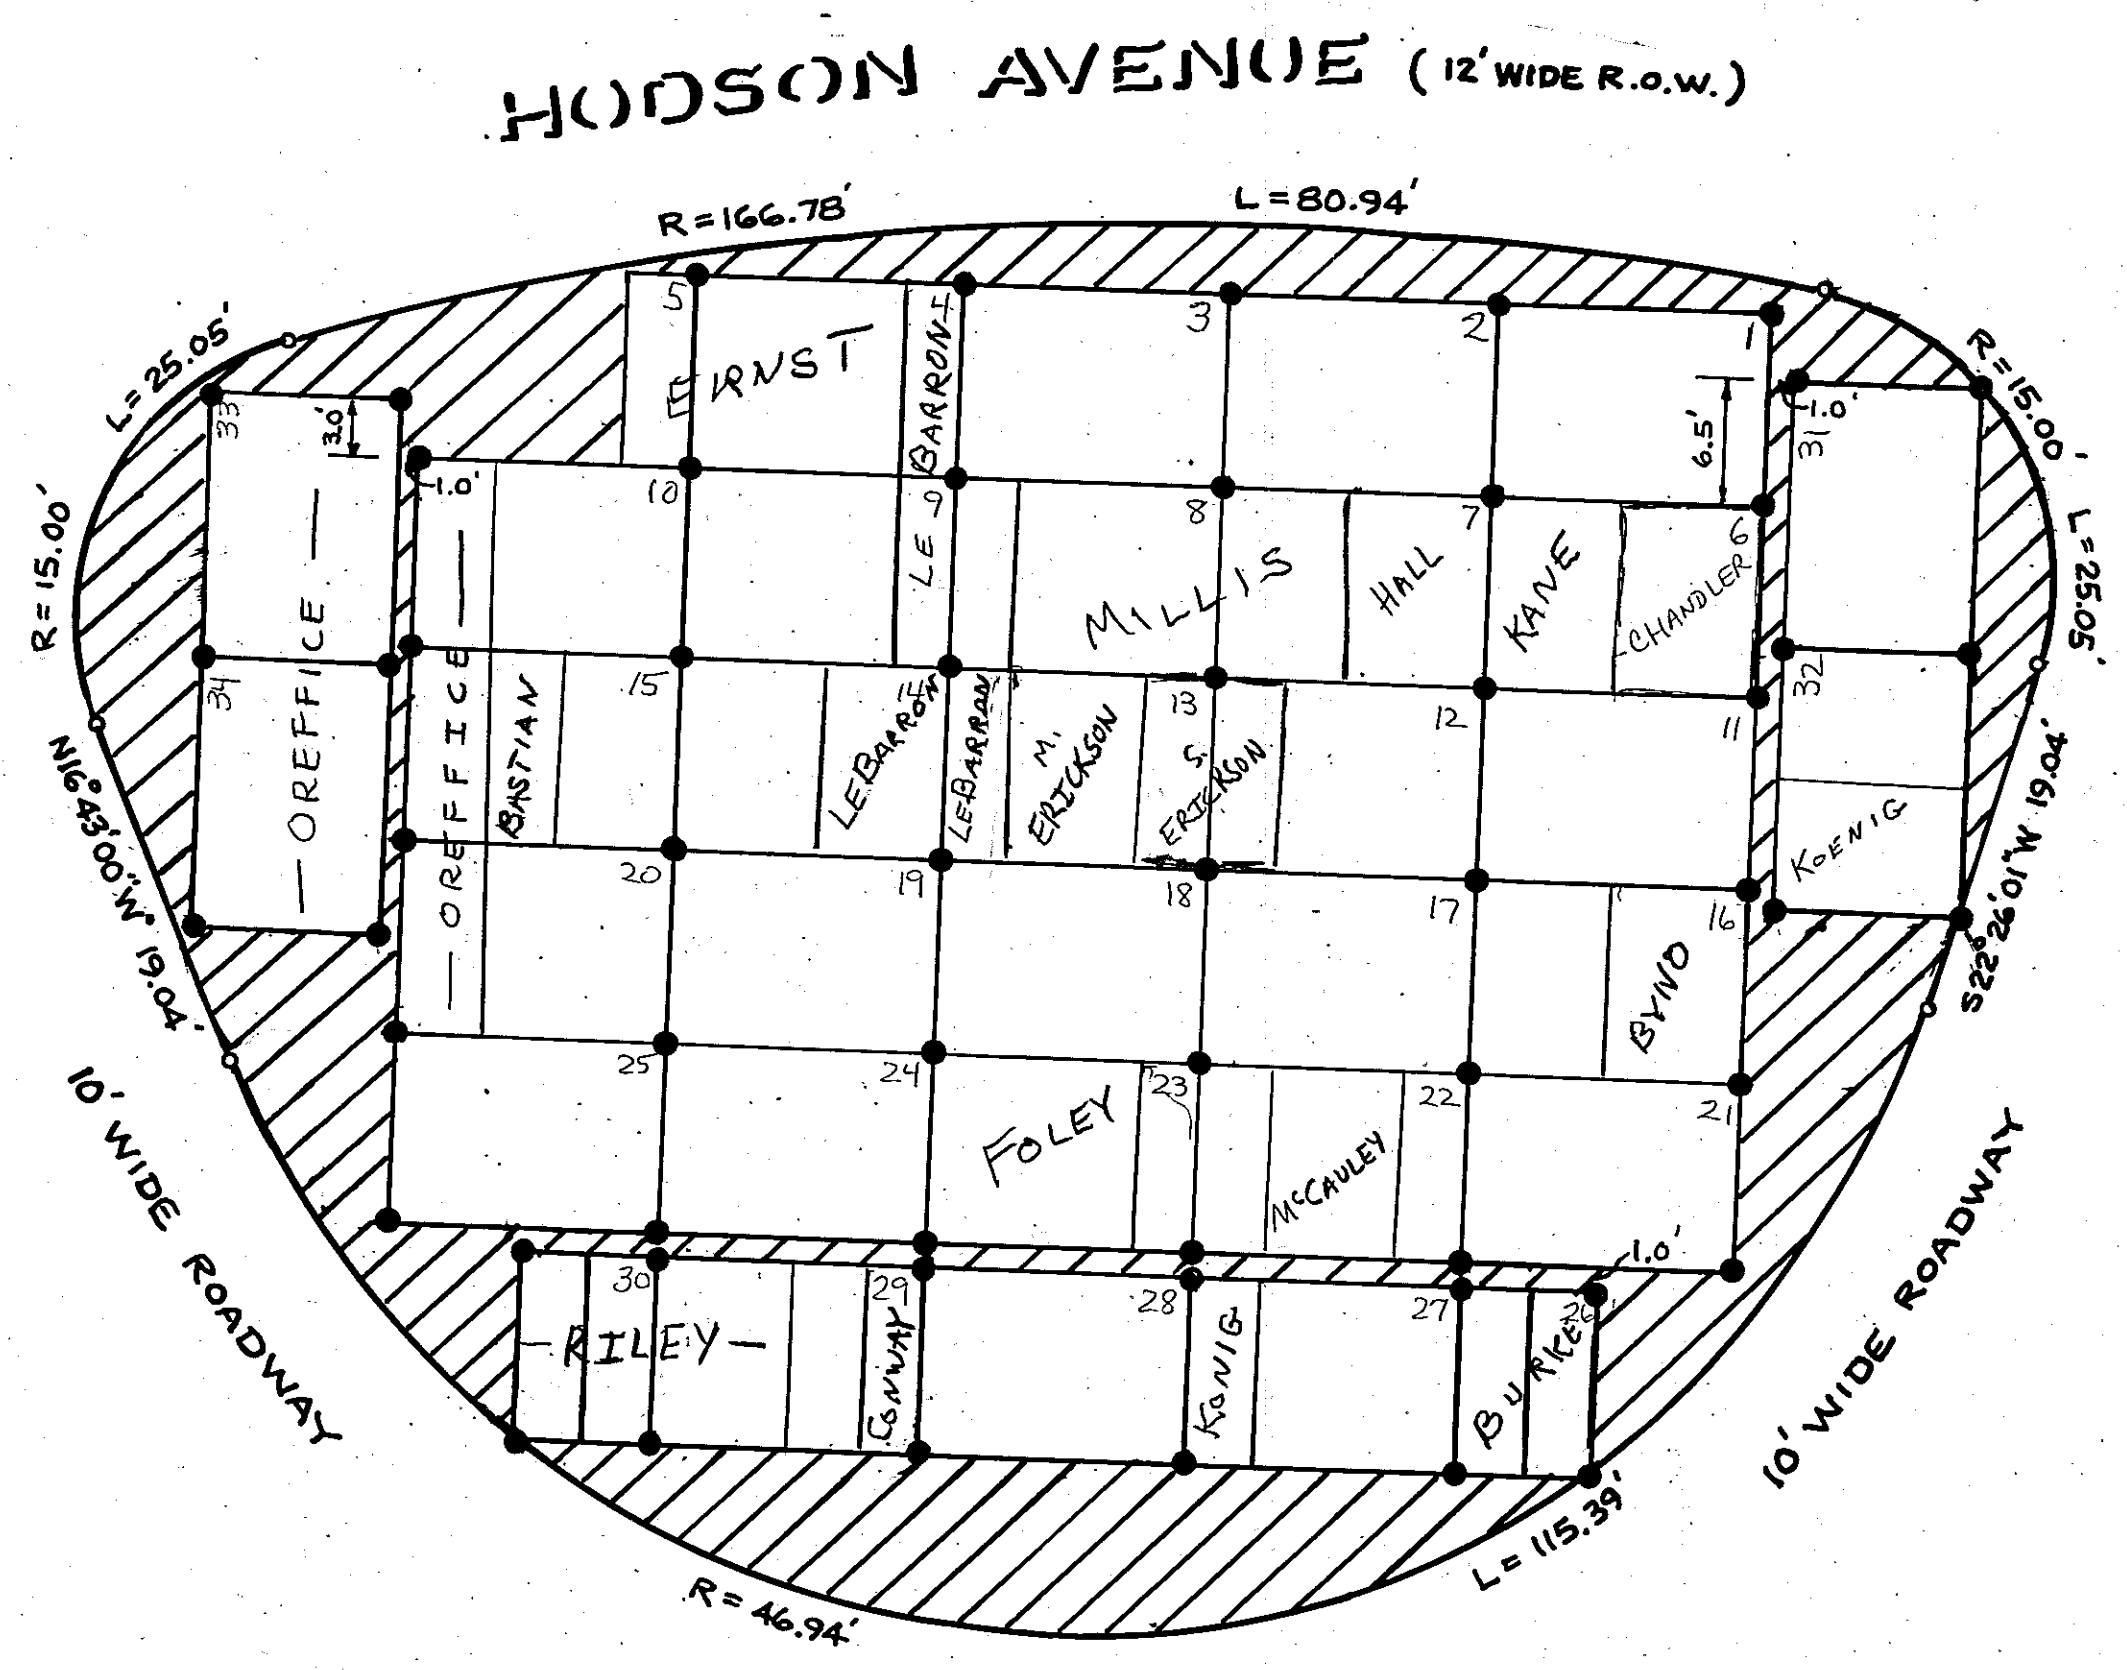 HUDSON AVENUE (12' WIDE R.O.W.)
R=166.78'
L=80.94'
L=25.05'
R=15.00'
R=15.00'
L=25.05'
N16°43'00"W 19.04'
S22°26'01"W 19.04'
10' WIDE ROADWAY
10' WIDE ROADWAY
R=46.94'
L=115.39'
5
4
3
2
1
ERNST
LE BARRON
33
3.0'
1.0'
6.5'
1.0'
31
10
9
8
7
6
MILLIS
HALL
KANE
CHANDLER
—OREFFICE—
—OREFFICE—
34
15
14
13
12
11
32
BASTIAN
LEBARRON
LEBARRON
M. ERICKSON
S. ERICKSON
KOENIG
20
19
18
17
16
BYND
25
24
23
22
21
FOLEY
McCAULEY
1.0'
30
29
28
27
26
—RILEY—
CONWAY
KONIG